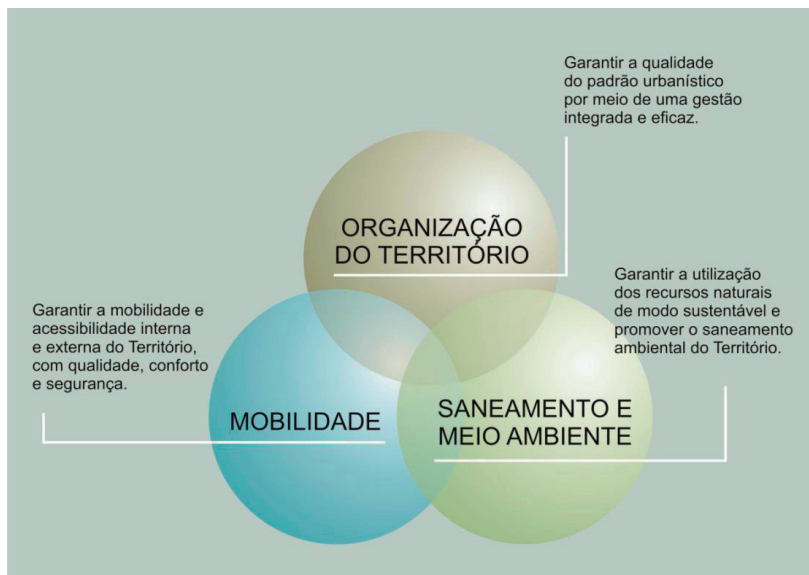 Garantir a qualidade
do padrão urbanístico
por meio de uma gestão
integrada e eficaz.
ORGANIZAÇÃO
DO TERRITÓRIO
Garantir a utilização
dos recursos naturais
de modo sustentável e
promover o saneamento
ambiental do Território.
Garantir a mobilidade e
acessibilidade interna
e externa do Território,
com qualidade, conforto
e segurança.
MOBILIDADE
SANEAMENTO E
MEIO AMBIENTE